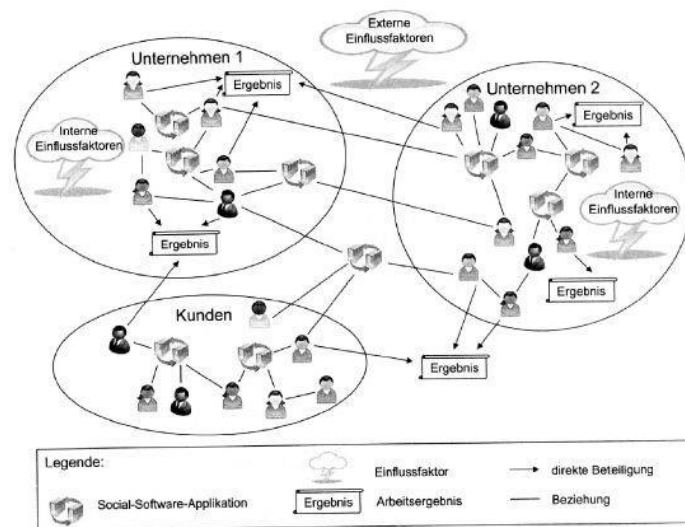 Externe
Einflussfaktoren
Unternehmen 1
Ergebnis
Interne
Einflussfaktoren
Ergebnis
Unternehmen 2
Ergebnis
Interne
Einflussfaktoren
Ergebnis
Kunden
Ergebnis
Legende:
Einflussfaktor
direkte Beteiligung
Social-Software-Applikation
Ergebnis
Arbeitsergebnis
Beziehung